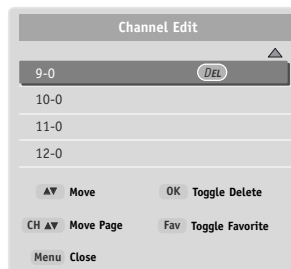 Channel Edit
9-0 DEL
10-0
11-0
12-0
▲▼ Move OK Toggle Delete
CH ▲▼ Move Page Fav Toggle Favorite
Menu Close